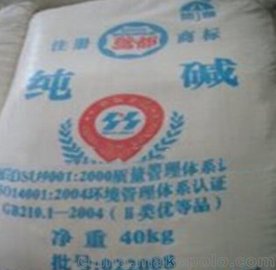 注册 商标
纯 碱
ISO9001:2000质量管理体系认
ISO14001:2004环境管理体系认证
GB210.1—2004(Ⅱ类优等品)
净重 40kg
批号